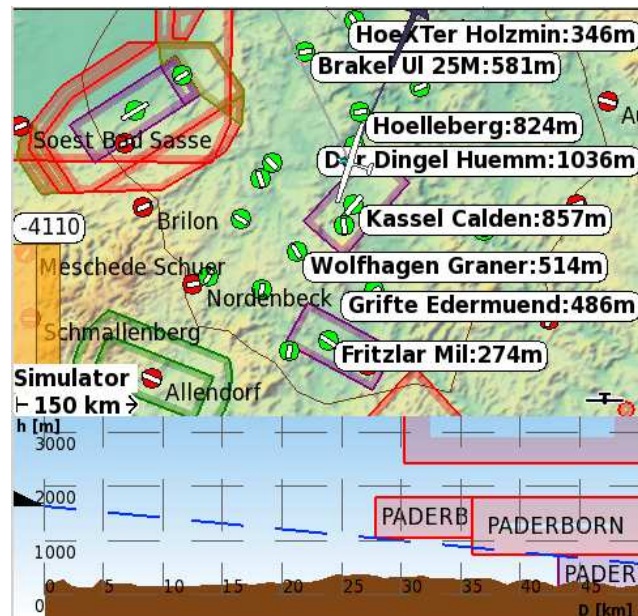 HoeXTer Holzmin:346m
Brakel Ul 25M:581m
Hoelleberg:824m
Soest Bad Sasse
Dor Dingel Huemm:1036m
Brilon
Kassel Calden:857m
-4110
Meschede Schuer
Wolfhagen Graner:514m
Nordenbeck
Grifte Edermuend:486m
Schmallenberg
Fritzlar Mil:274m
Simulator
Allendorf
150 km
h [m]
3000
2000
PADERB
PADERBORN
1000
PADER
0
0 5 10 15 20 25 30 35 40 45
D [km]